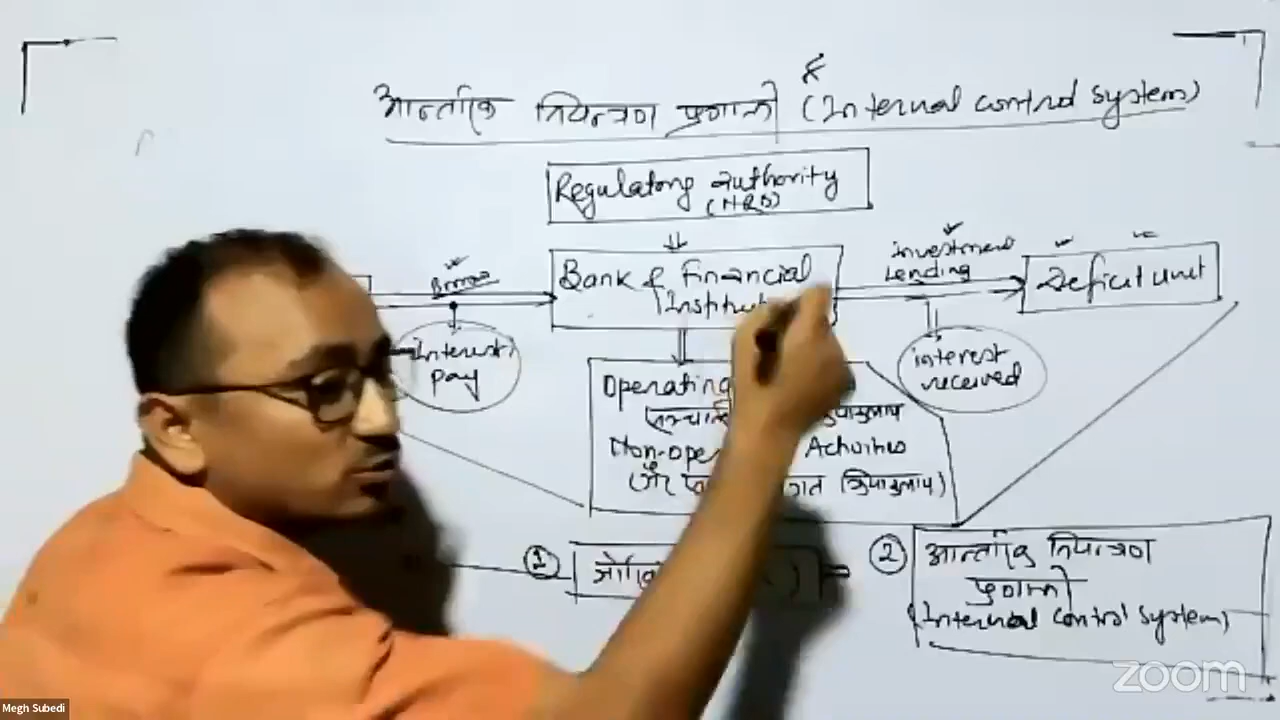 आन्तरिक नियन्त्रण प्रणाली (Internal control system)
Regulatory authority
(NRB)
Borrow
Bank & Financial
Investment
Lending
Deficit unit
Interest
pay
interest
received
Operating
क्रियाकलाप
Non-ope Activities
क्रियाकलाप)
1
2
आन्तरिक नियन्त्रण
प्रणाली
(Internal control system)
zoom
Megh Subedi